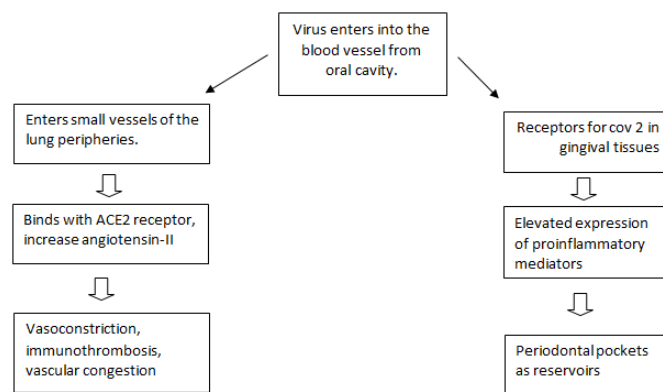 Virus enters into the
blood vessel from
oral cavity.
Enters small vessels of the
lung peripheries.
Binds with ACE2 receptor,
increase angiotensin-II
Vasoconstriction,
immunothrombosis,
vascular congestion
Receptors for cov 2 in
gingival tissues
Elevated expression
of proinflammatory
mediators
Periodontal pockets
as reservoirs